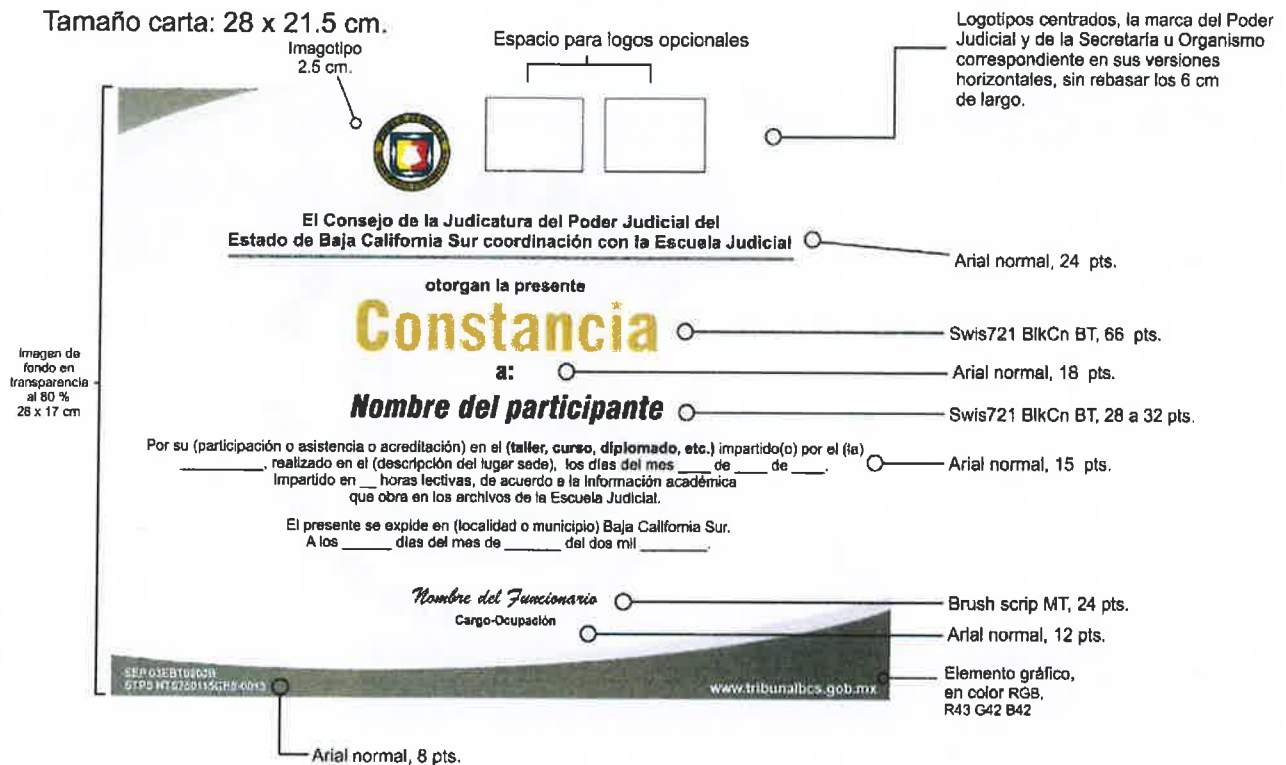 Tamaño carta: 28 x 21.5 cm.
Imagotipo
2.5 cm.
Espacio para logos opcionales
Logotipos centrados, la marca del Poder
Judicial y de la Secretaría u Organismo
correspondiente en sus versiones
horizontales, sin rebasar los 6 cm
de largo.
El Consejo de la Judicatura del Poder Judicial del
Estado de Baja California Sur coordinación con la Escuela Judicial
Arial normal, 24 pts.
otorgan la presente
Constancia
Swis721 BlkCn BT, 66 pts.
a:
Arial normal, 18 pts.
Nombre del participante
Swis721 BlkCn BT, 28 a 32 pts.
Imagen de
fondo en
transparencia
al 80 %
28 x 17 cm
Por su (participación o asistencia o acreditación) en el (taller, curso, diplomado, etc.) impartido(o) por el (la)
________, realizado en el (descripción del lugar sede), los días del mes ____ de ____ de ____.
Impartido en __ horas lectivas, de acuerdo a la información académica
que obra en los archivos de la Escuela Judicial.
Arial normal, 15 pts.
El presente se expide en (localidad o municipio) Baja California Sur.
A los _____ días del mes de ______ del dos mil _______.
Nombre del Funcionario
Brush scrip MT, 24 pts.
Cargo-Ocupación
Arial normal, 12 pts.
SEP
STPS
www.tribunalbcs.gob.mx
Elemento gráfico,
en color RGB,
R43 G42 B42
Arial normal, 8 pts.